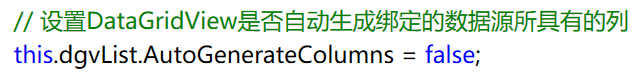 // 设置DataGridView是否自动生成绑定的数据源所具有的列
this.dgvList.AutoGenerateColumns = false;